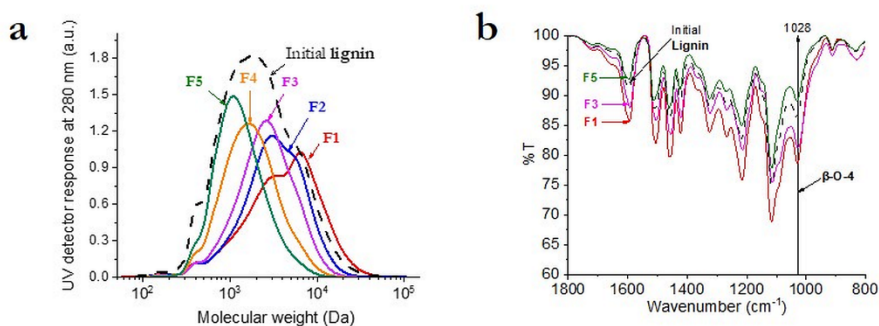 a
UV detector response at 280 nm (a.u.)
1.8
1.5
1.2
0.9
0.6
0.3
0.0
Initial lignin
F5
F4
F3
F2
F1
10²
10³
10⁴
10⁵
Molecular weight (Da)
b
%T
100
95
90
85
80
75
70
65
60
1028
Initial
Lignin
F5
F3
F1
β-O-4
1800
1600
1400
1200
1000
800
Wavenumber (cm⁻¹)